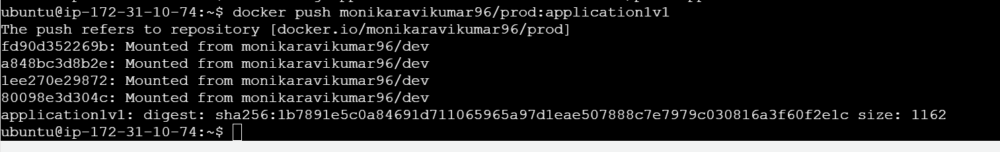 ubuntu@ip-172-31-10-74:~$ docker push monikaravikumar96/prod:application1v1
The push refers to repository [docker.io/monikaravikumar96/prod]
fd90d352269b: Mounted from monikaravikumar96/dev
a848bc3d8b2e: Mounted from monikaravikumar96/dev
1ee270e29872: Mounted from monikaravikumar96/dev
80098e3d304c: Mounted from monikaravikumar96/dev
application1v1: digest: sha256:1b7891e5c0a84691d711065965a97d1eae507888c7e7979c030816a3f60f2e1c size: 1162
ubuntu@ip-172-31-10-74:~$